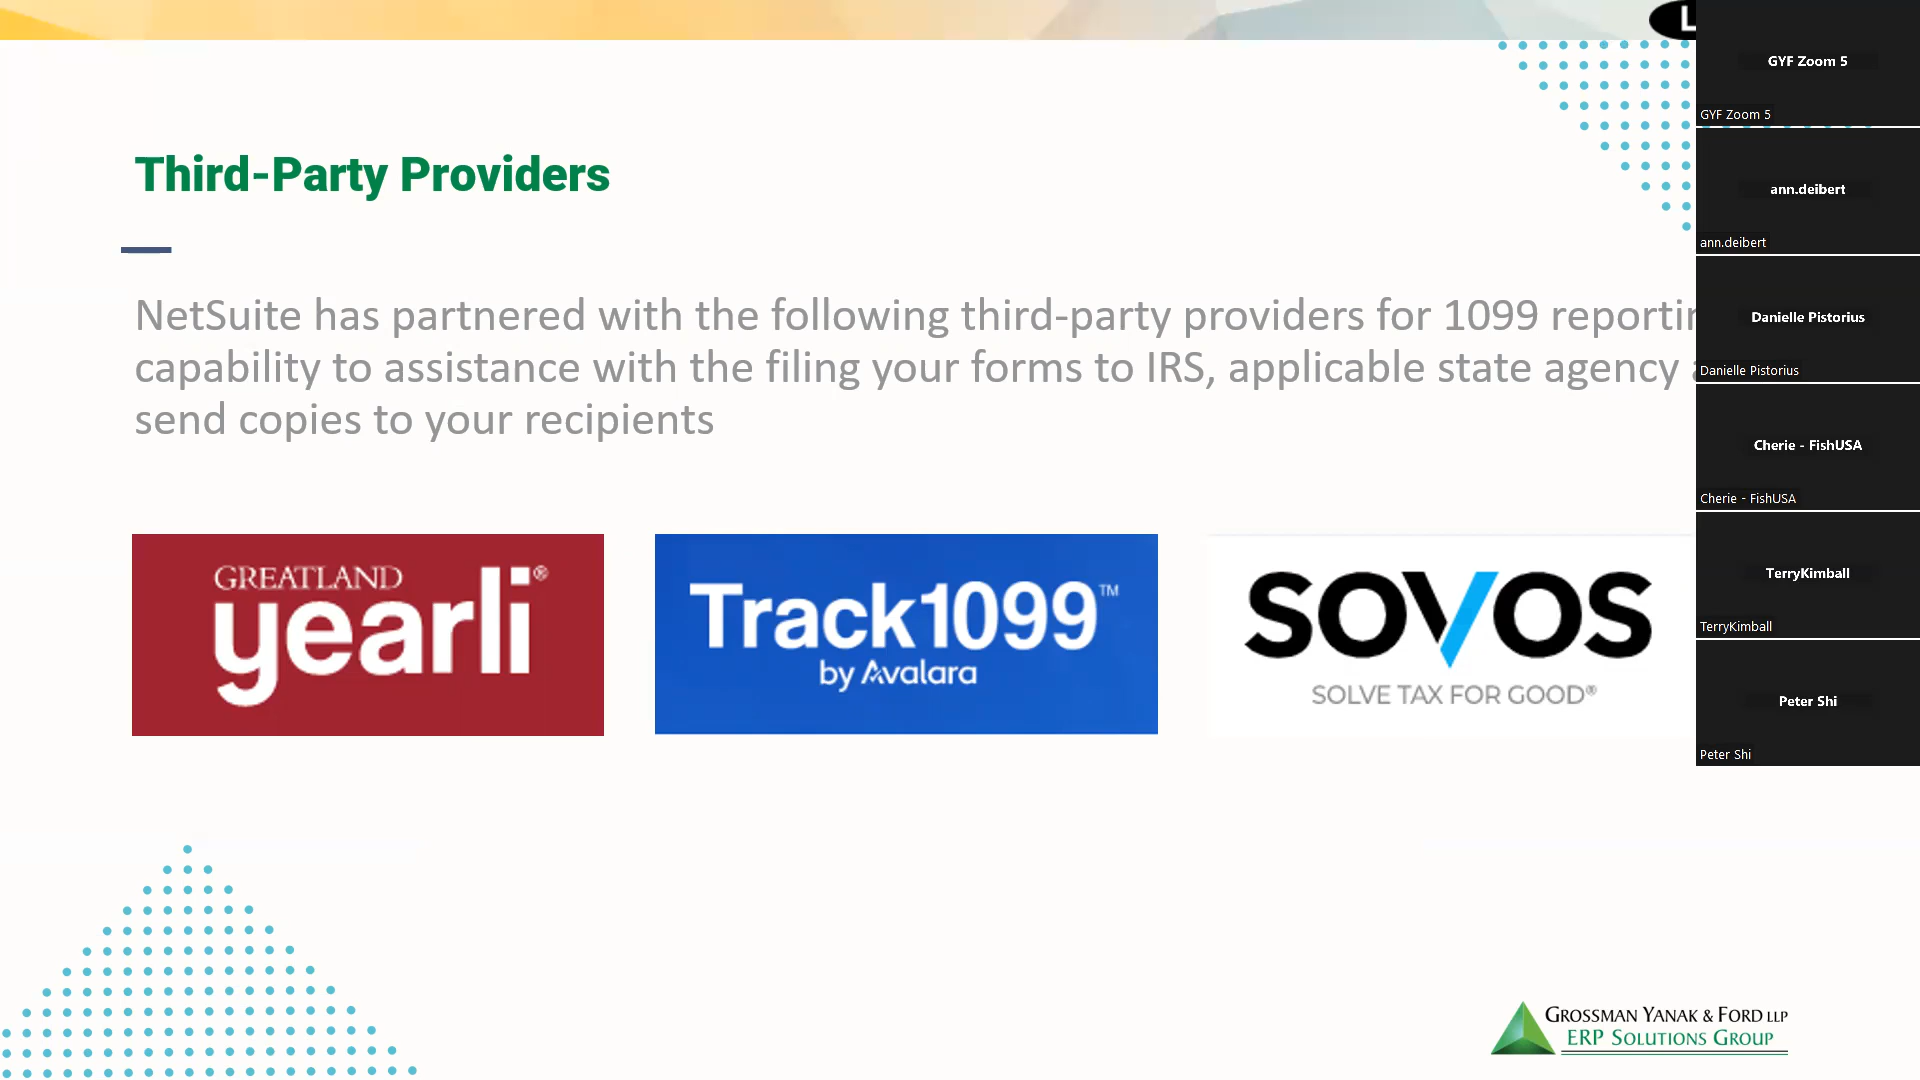 L
Third-Party Providers
NetSuite has partnered with the following third-party providers for 1099
capability to assistance with the filing your forms to IRS, applicable state agency
send copies to your recipients
GREATLAND
yearli®
Track1099™
by Avalara
SOVOS
SOLVE TAX FOR GOOD®
GROSSMAN YANAK & FORD LLP
ERP SOLUTIONS GROUP
GYF Zoom 5
GYF Zoom 5
ann.deibert
ann.deibert
Danielle Pistorius
Danielle Pistorius
Cherie - FishUSA
Cherie - FishUSA
TerryKimball
TerryKimball
Peter Shi
Peter Shi